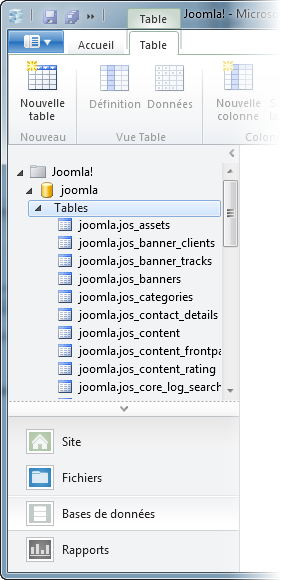 Table
Joomla! - Micros
Accueil
Table
Nouvelle table
Définition
Données
Nouvelle colonne
Nouveau
Vue Table
Joomla!
joomla
Tables
joomla.jos_assets
joomla.jos_banner_clients
joomla.jos_banner_tracks
joomla.jos_banners
joomla.jos_categories
joomla.jos_contact_details
joomla.jos_content
joomla.jos_content_frontpa
joomla.jos_content_rating
joomla.jos_core_log_search
Site
Fichiers
Bases de données
Rapports